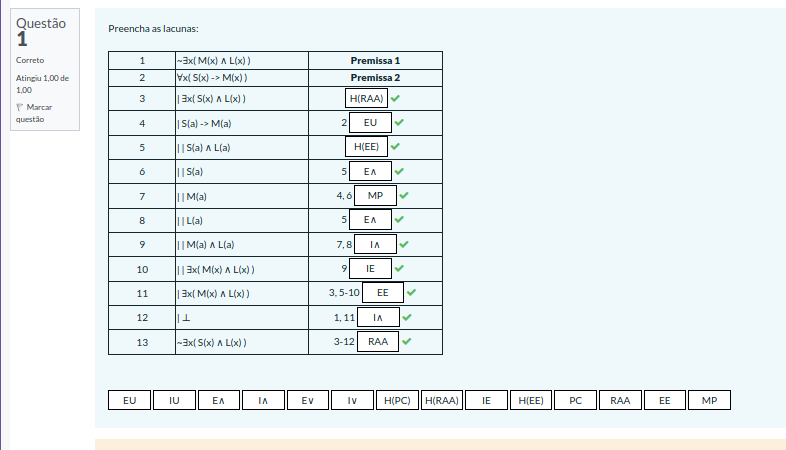 Questão
1
Correto
Atingiu 1,00 de
1,00
Marcar
questão
Preencha as lacunas:
1 ~∃x( M(x) ∧ L(x) ) Premissa 1
2 ∀x( S(x) -> M(x) ) Premissa 2
3 | ∃x( S(x) ∧ L(x) ) H(RAA)
4 | S(a) -> M(a) 2 EU
5 | | S(a) ∧ L(a) H(EE)
6 | | S(a) 5 E∧
7 | | M(a) 4, 6 MP
8 | | L(a) 5 E∧
9 | | M(a) ∧ L(a) 7, 8 I∧
10 | | ∃x( M(x) ∧ L(x) ) 9 IE
11 | ∃x( M(x) ∧ L(x) ) 3, 5-10 EE
12 | ⊥ 1, 11 I∧
13 ~∃x( S(x) ∧ L(x) ) 3-12 RAA
EU IU E∧ I∧ E∨ I∨ H(PC) H(RAA) IE H(EE) PC RAA EE MP